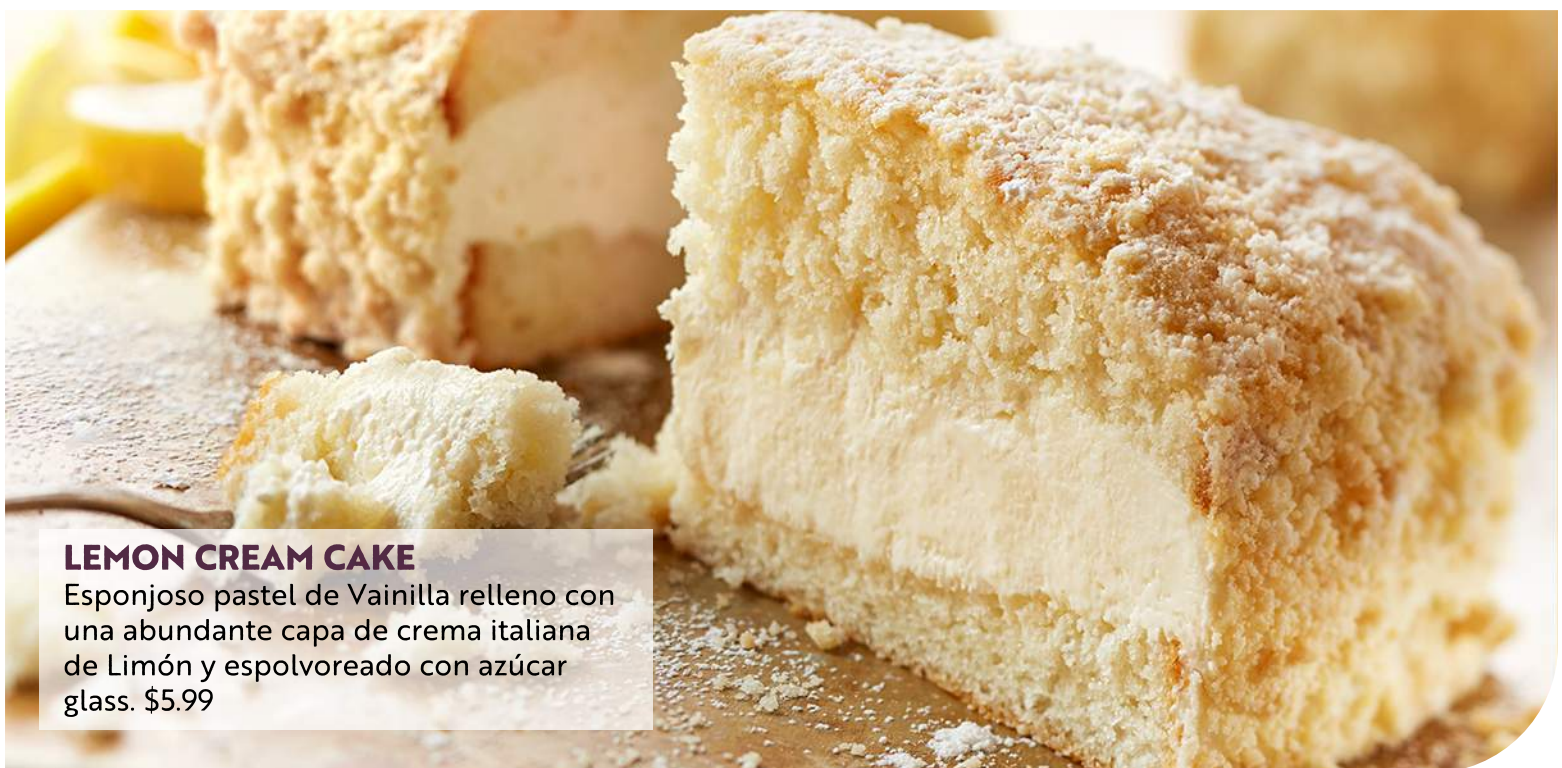 LEMON CREAM CAKE
Esponjoso pastel de Vainilla relleno con
una abundante capa de crema italiana
de Limón y espolvoreado con azúcar
glass. $5.99